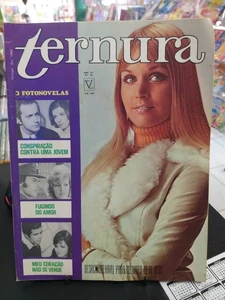 ternura
3 FOTONOVELAS
CONSPIRAÇÃO
CONTRA UMA JOVEM
FUGINDO
DO AMOR
MEU CORAÇÃO
NÃO SE VENDE